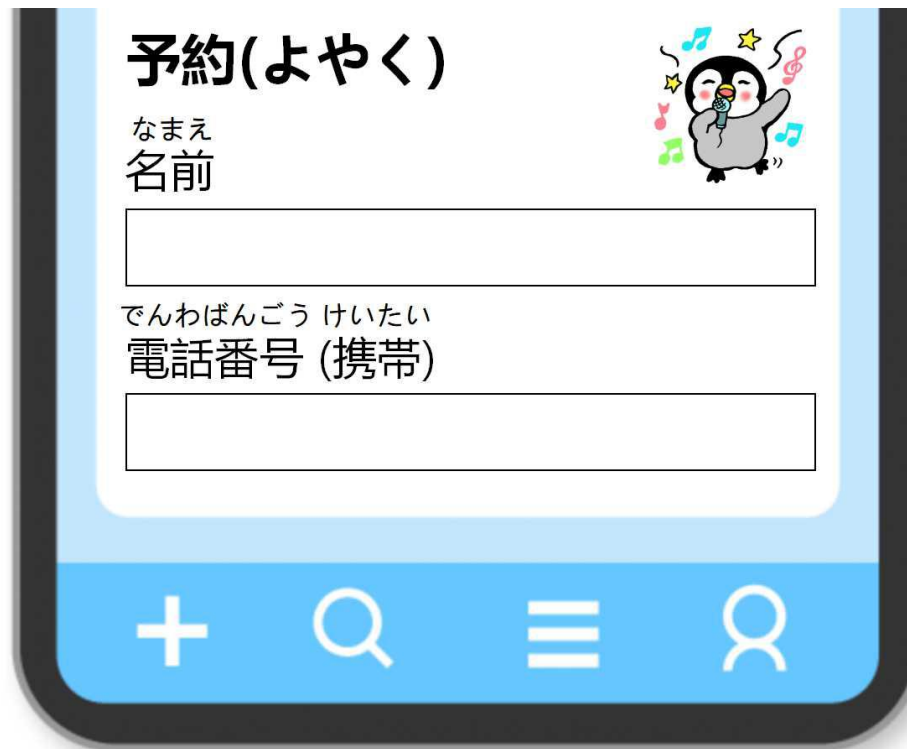 予約(よやく)
なまえ
名前
でんわばんごう けいたい
電話番号 (携帯)